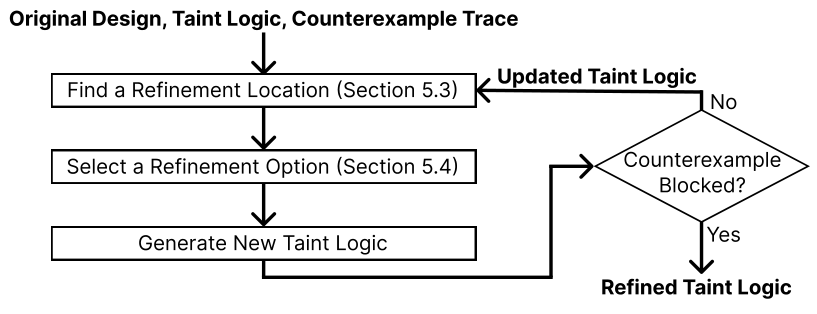 Original Design, Taint Logic, Counterexample Trace
Find a Refinement Location (Section 5.3)
Updated Taint Logic
No
Select a Refinement Option (Section 5.4)
Counterexample
Blocked?
Generate New Taint Logic
Yes
Refined Taint Logic